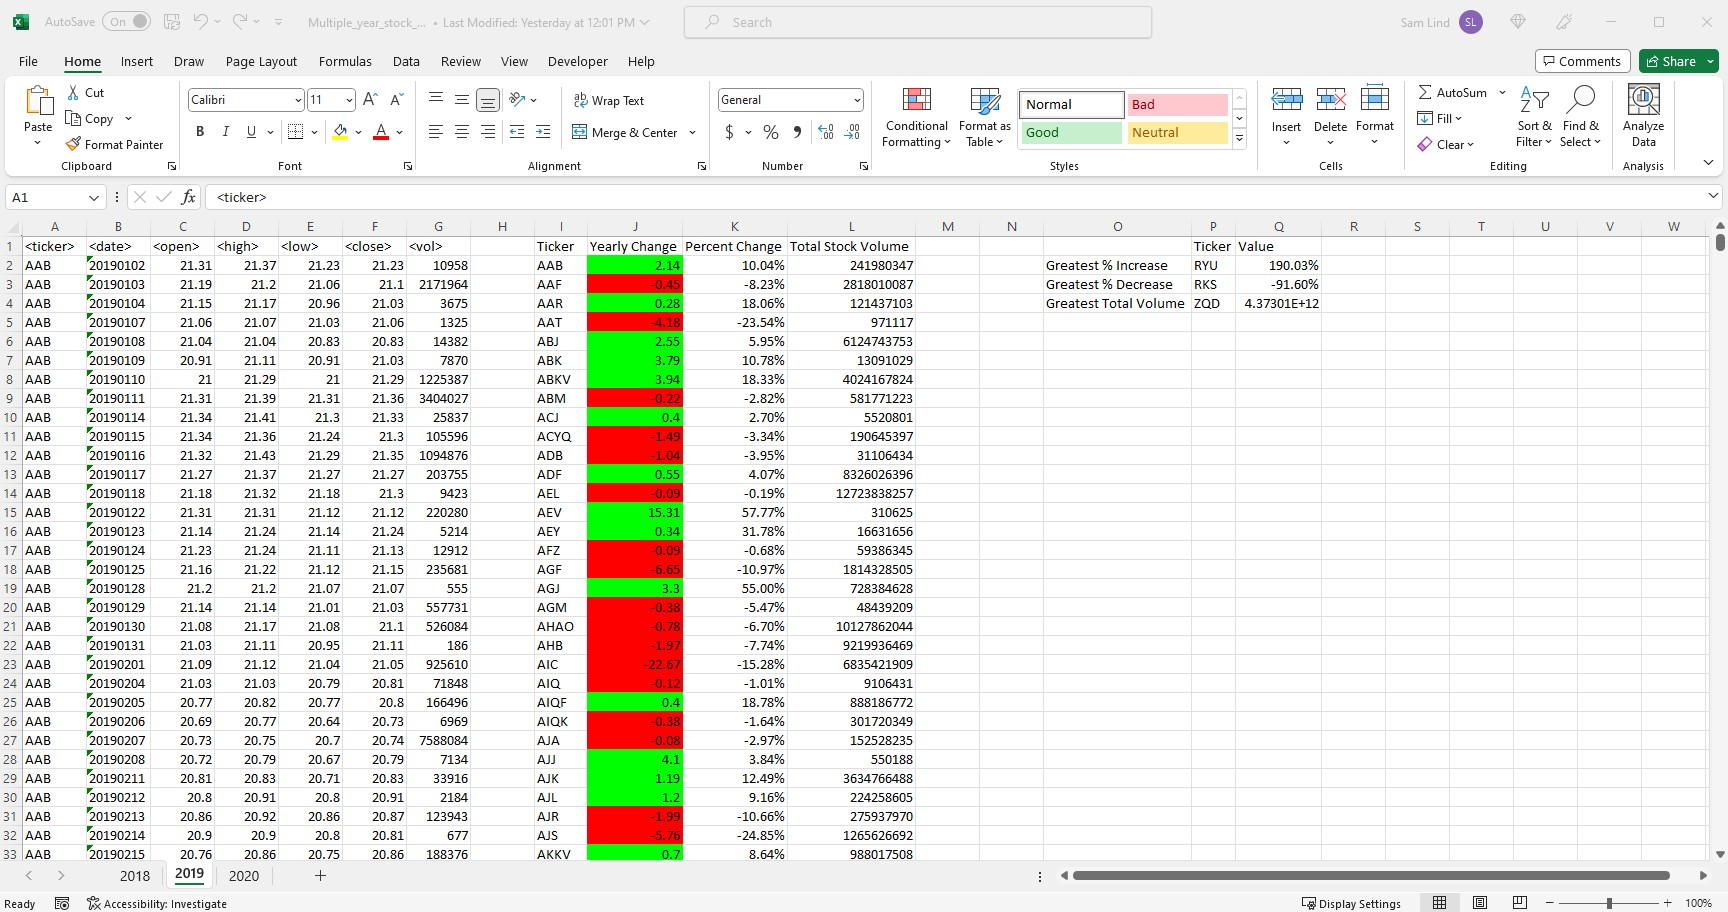 AutoSave On Multiple_year_stock_... • Last Modified: Yesterday at 12:01 PM Search Sam Lind SL
File Home Insert Draw Page Layout Formulas Data Review View Developer Help Comments Share
Paste Cut Copy Format Painter Clipboard
Calibri 11 B I U A Font
Wrap Text Merge & Center Alignment
General $ % Number
Conditional Formatting Format as Table Normal Bad Good Neutral Styles
Insert Delete Format Cells
AutoSum Fill Clear Sort & Filter Find & Select Editing
Analyze Data Analysis
A1 fx <ticker>
A B C D E F G H I J K L M N O P Q R S T U V W
1 <ticker> <date> <open> <high> <low> <close> <vol> Ticker Yearly Change Percent Change Total Stock Volume Ticker Value
2 AAB 20190102 21.31 21.37 21.23 21.23 10958 AAB 2.14 10.04% 241980347 Greatest % Increase RYU 190.03%
3 AAB 20190103 21.19 21.2 21.06 21.1 2171964 AAF -0.45 -8.23% 2818010087 Greatest % Decrease RKS -91.60%
4 AAB 20190104 21.15 21.17 20.96 21.03 3675 AAR 0.28 18.06% 121437103 Greatest Total Volume ZQD 4.37301E+12
5 AAB 20190107 21.06 21.07 21.03 21.06 1325 AAT -4.18 -23.54% 971117
6 AAB 20190108 21.04 21.04 20.83 20.83 14382 ABJ 2.55 5.95% 6124743753
7 AAB 20190109 20.91 21.11 20.91 21.03 7870 ABK 3.79 10.78% 13091029
8 AAB 20190110 21 21.29 21 21.29 1225387 ABKV 3.94 18.33% 4024167824
9 AAB 20190111 21.31 21.39 21.31 21.36 3404027 ABM -0.22 -2.82% 581771223
10 AAB 20190114 21.34 21.41 21.3 21.33 25837 ACJ 0.4 2.70% 5520801
11 AAB 20190115 21.34 21.36 21.24 21.3 105596 ACYQ -1.49 -3.34% 190645397
12 AAB 20190116 21.32 21.43 21.29 21.35 1094876 ADB -1.04 -3.95% 31106434
13 AAB 20190117 21.27 21.37 21.27 21.27 203755 ADF 0.55 4.07% 8326026396
14 AAB 20190118 21.18 21.32 21.18 21.3 9423 AEL -0.09 -0.19% 12723838257
15 AAB 20190122 21.31 21.31 21.12 21.12 220280 AEV 15.31 57.77% 310625
16 AAB 20190123 21.14 21.24 21.14 21.24 5214 AEY 0.34 31.78% 16631656
17 AAB 20190124 21.23 21.24 21.11 21.13 12912 AFZ -0.09 -0.68% 59386345
18 AAB 20190125 21.16 21.22 21.12 21.15 235681 AGF -6.65 -10.97% 1814328505
19 AAB 20190128 21.2 21.2 21.07 21.07 555 AGJ 3.3 55.00% 728384628
20 AAB 20190129 21.14 21.14 21.01 21.03 557731 AGM -0.38 -5.47% 48439209
21 AAB 20190130 21.08 21.17 21.08 21.1 526084 AHAO -0.78 -6.70% 10127862044
22 AAB 20190131 21.03 21.11 20.95 21.11 186 AHB -1.97 -7.74% 9219936469
23 AAB 20190201 21.09 21.12 21.04 21.05 925610 AIC -22.67 -15.28% 6835421909
24 AAB 20190204 21.03 21.03 20.79 20.81 71848 AIQ -0.12 -1.01% 9106431
25 AAB 20190205 20.77 20.82 20.77 20.8 166496 AIQF 0.4 18.78% 888186772
26 AAB 20190206 20.69 20.77 20.64 20.73 6969 AIQK -0.38 -1.64% 301720349
27 AAB 20190207 20.73 20.75 20.7 20.74 7588084 AJA -0.08 -2.97% 152528235
28 AAB 20190208 20.72 20.79 20.67 20.79 7134 AJJ 4.1 3.84% 550188
29 AAB 20190211 20.81 20.83 20.71 20.83 33916 AJK 1.19 12.49% 3634766488
30 AAB 20190212 20.8 20.91 20.8 20.91 2184 AJL 1.2 9.16% 224258605
31 AAB 20190213 20.86 20.92 20.86 20.87 123943 AJR -1.99 -10.66% 275937970
32 AAB 20190214 20.9 20.9 20.8 20.81 677 AJS -5.76 -24.85% 1265626692
33 AAB 20190215 20.76 20.86 20.75 20.86 188376 AKKV 0.7 8.64% 988017508
2018 2019 2020
Ready Accessibility: Investigate Display Settings 100%